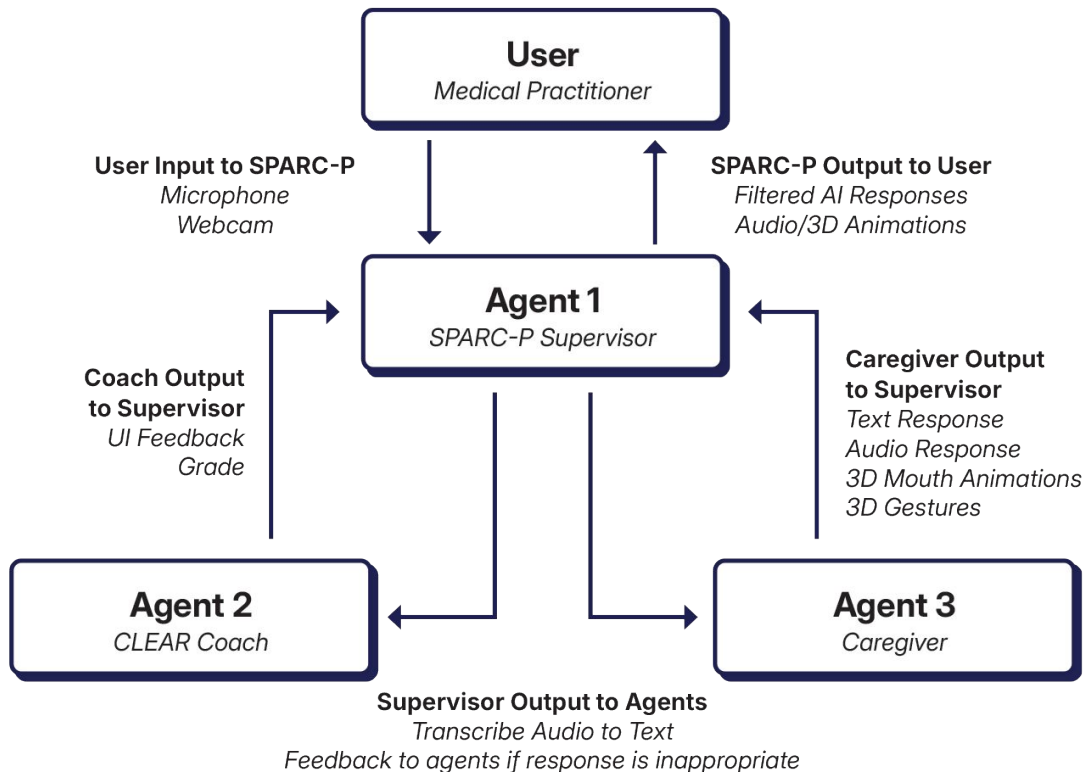 User
Medical Practitioner
User Input to SPARC-P
Microphone
Webcam
SPARC-P Output to User
Filtered AI Responses
Audio/3D Animations
Agent 1
SPARC-P Supervisor
Coach Output
to Supervisor
UI Feedback
Grade
Caregiver Output
to Supervisor
Text Response
Audio Response
3D Mouth Animations
3D Gestures
Agent 2
CLEAR Coach
Agent 3
Caregiver
Supervisor Output to Agents
Transcribe Audio to Text
Feedback to agents if response is inappropriate